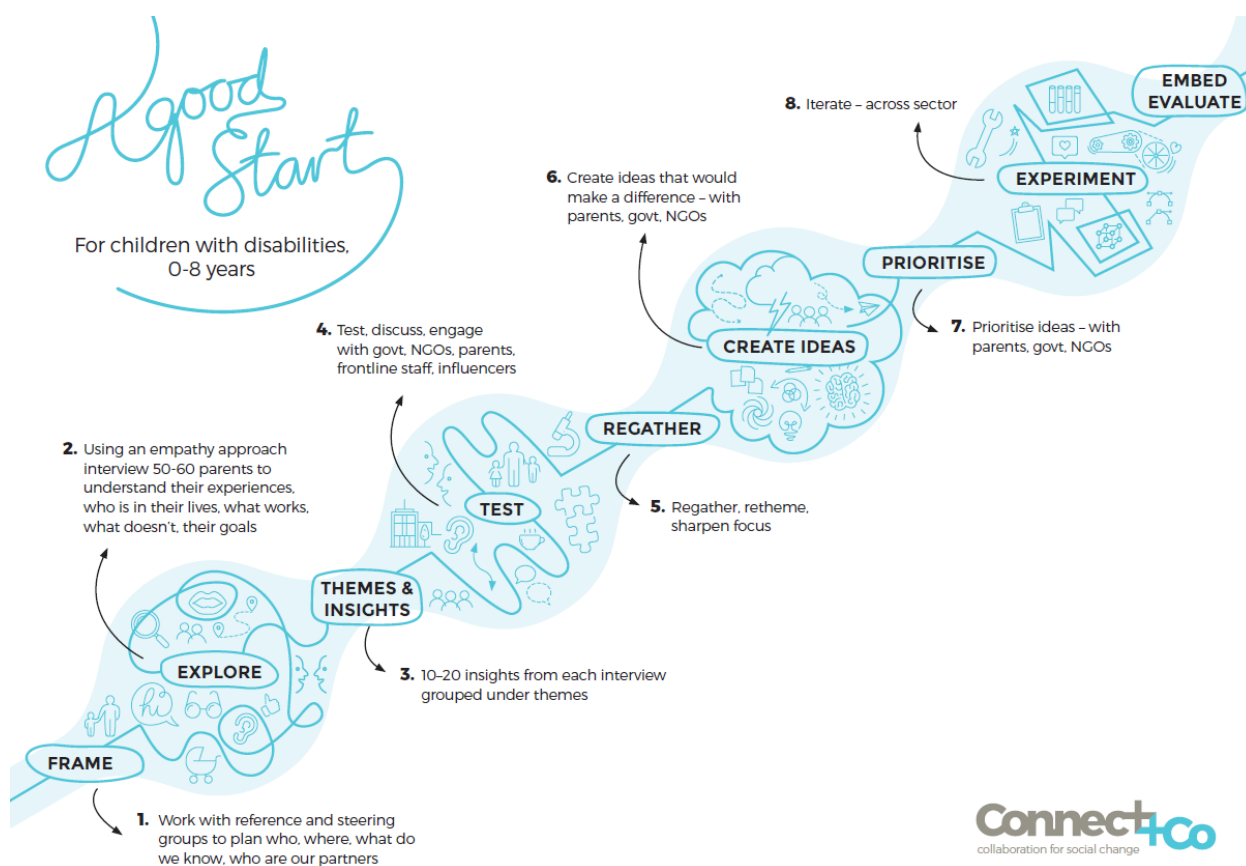 A good
Start
For children with disabilities,
0-8 years
FRAME
1. Work with reference and steering
groups to plan who, where, what do
we know, who are our partners
EXPLORE
hi
2. Using an empathy approach
interview 50-60 parents to
understand their experiences,
who is in their lives, what works,
what doesn't, their goals
THEMES &
INSIGHTS
3. 10–20 insights from each interview
grouped under themes
TEST
4. Test, discuss, engage
with govt, NGOs, parents,
frontline staff, influencers
REGATHER
5. Regather, retheme,
sharpen focus
CREATE IDEAS
6. Create ideas that would
make a difference – with
parents, govt, NGOs
PRIORITISE
7. Prioritise ideas – with
parents, govt, NGOs
EXPERIMENT
8. Iterate – across sector
EMBED
EVALUATE
Connect
+Co
collaboration for social change